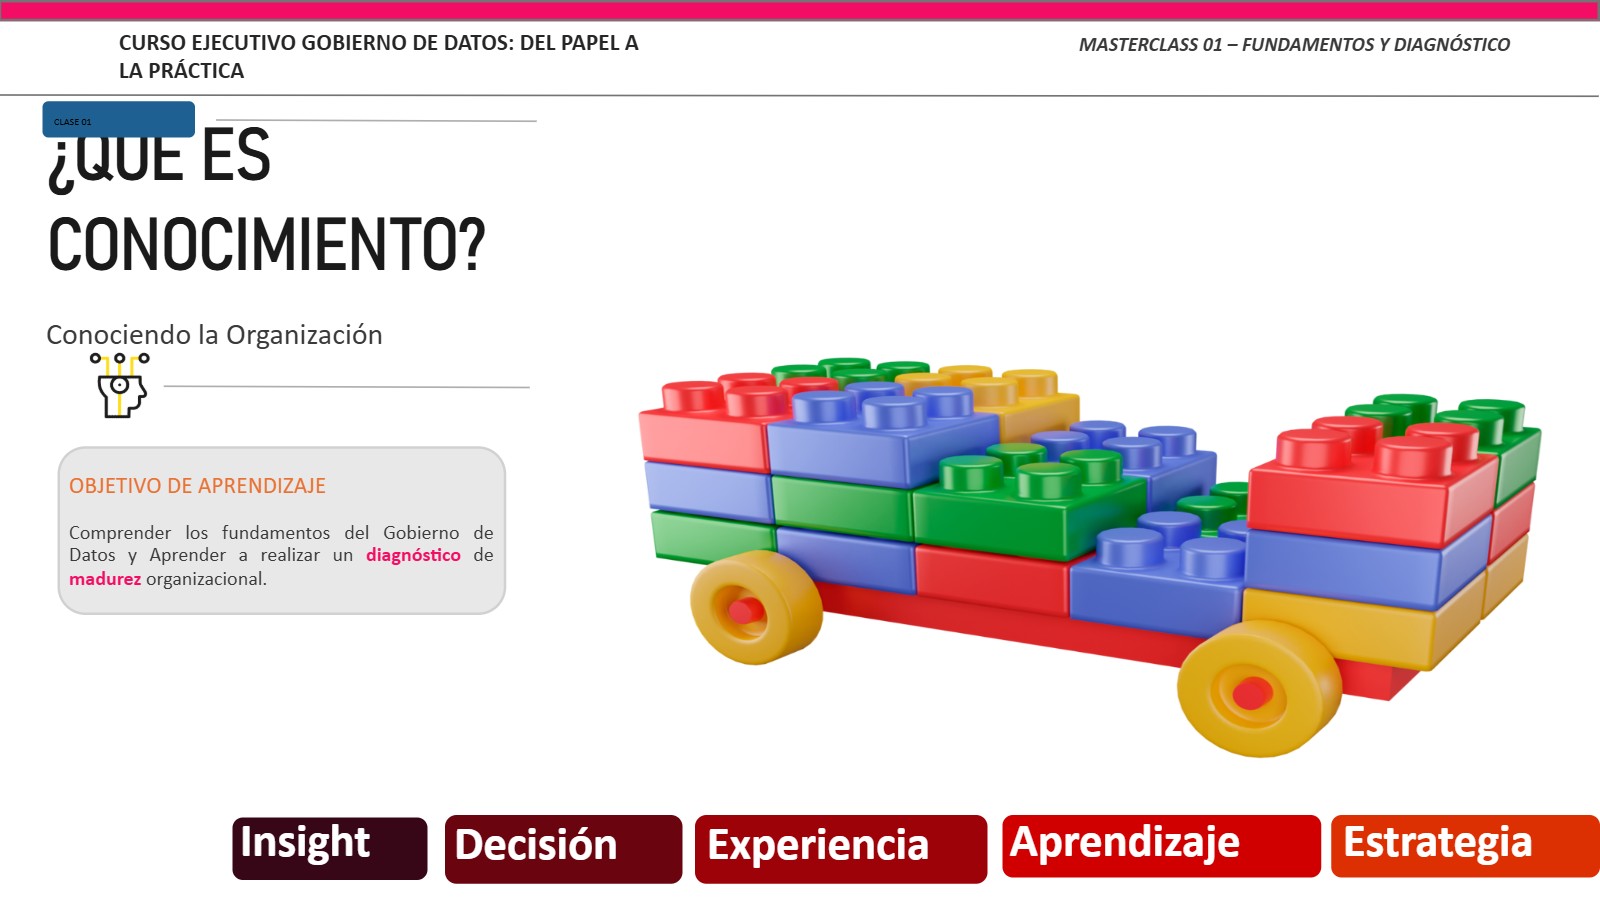 CURSO EJECUTIVO GOBIERNO DE DATOS: DEL PAPEL A
LA PRÁCTICA
MASTERCLASS 01 – FUNDAMENTOS Y DIAGNÓSTICO
CLASE 01
¿QUE ES
CONOCIMIENTO?
Conociendo la Organización
OBJETIVO DE APRENDIZAJE
Comprender los fundamentos del Gobierno de
Datos y Aprender a realizar un diagnóstico de
madurez organizacional.
Insight
Decisión
Experiencia
Aprendizaje
Estrategia